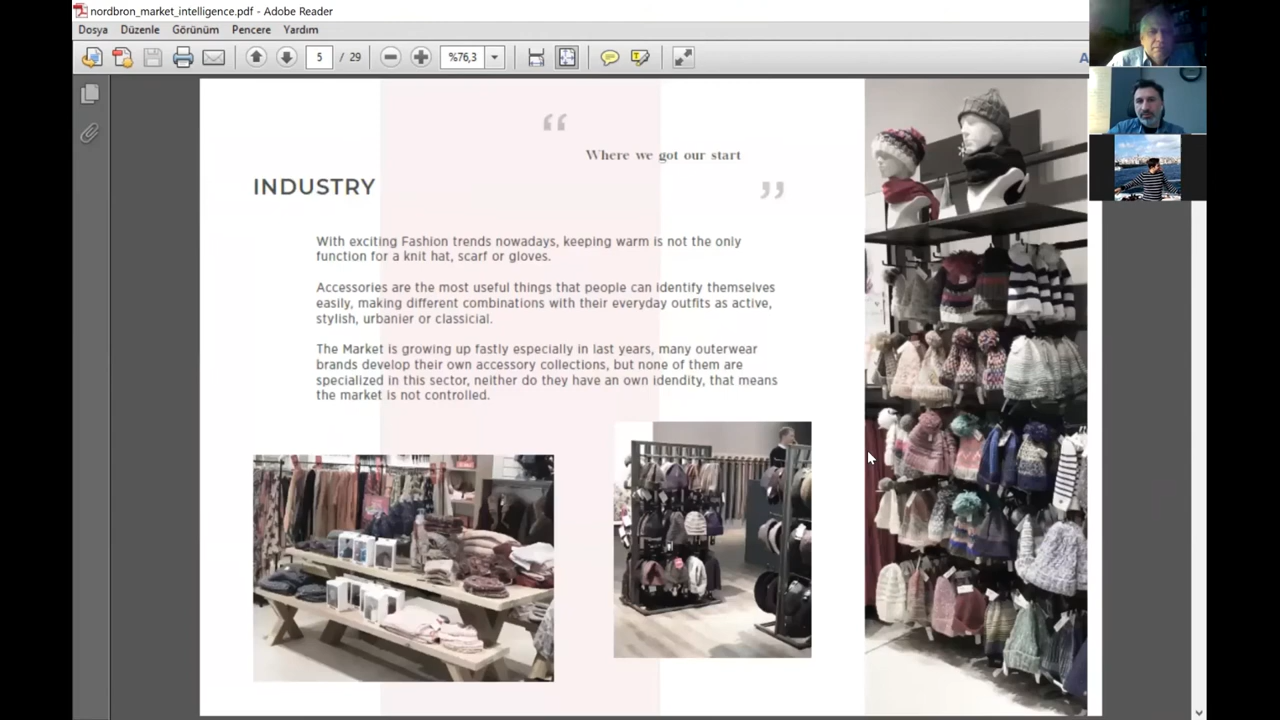 nordbron_market_intelligence.pdf - Adobe Reader
Dosya Düzenle Görünüm Pencere Yardım
5 / 29 %76,3
A
“
Where we got our start
”
INDUSTRY
With exciting Fashion trends nowadays, keeping warm is not the only
function for a knit hat, scarf or gloves.
Accessories are the most useful things that people can identify themselves
easily, making different combinations with their everyday outfits as active,
stylish, urbanier or classicial.
The Market is growing up fastly especially in last years, many outerwear
brands develop their own accessory collections, but none of them are
specialized in this sector, neither do they have an own idendity, that means
the market is not controlled.